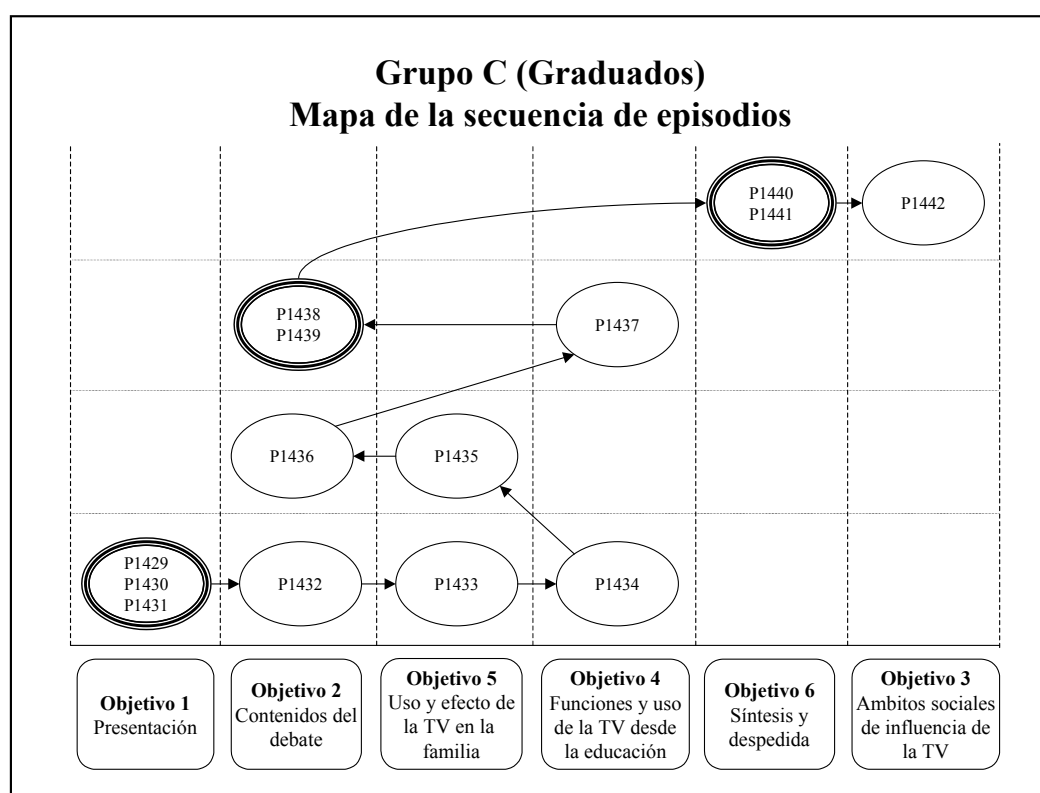 Grupo C (Graduados)
Mapa de la secuencia de episodios
P1440
P1441
P1442
P1438
P1439
P1437
P1436
P1435
P1429
P1430
P1431
P1432
P1433
P1434
Objetivo 1
Presentación
Objetivo 2
Contenidos del
debate
Objetivo 5
Uso y efecto de
la TV en la
familia
Objetivo 4
Funciones y uso
de la TV desde
la educación
Objetivo 6
Síntesis y
despedida
Objetivo 3
Ambitos sociales
de influencia de
la TV